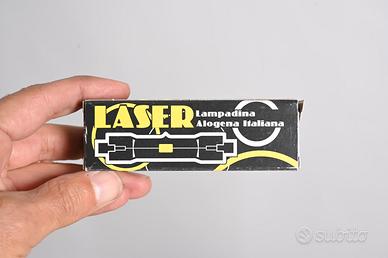 LASER
Lampadina
Alogena Italiana
subito